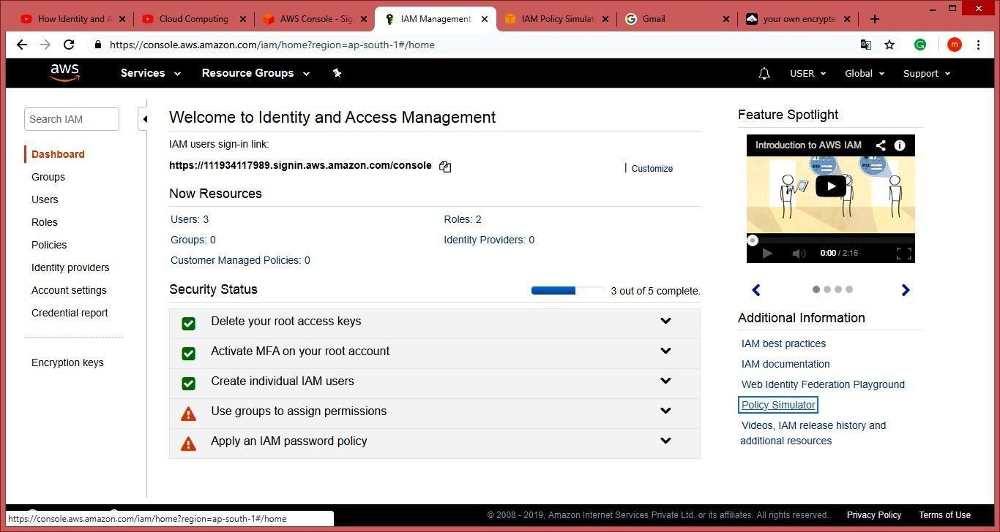 How Identity and A
Cloud Computing T
AWS Console - Sig
IAM Management
IAM Policy Simulat
Gmail
your own encrypte
https://console.aws.amazon.com/iam/home?region=ap-south-1#/home
m
aws
Services
Resource Groups
USER
Global
Support
Search IAM
Dashboard
Groups
Users
Roles
Policies
Identity providers
Account settings
Credential report
Encryption keys
Welcome to Identity and Access Management
IAM users sign-in link:
https://111934117989.signin.aws.amazon.com/console
| Customize
Now Resources
Users: 3
Roles: 2
Groups: 0
Identity Providers: 0
Customer Managed Policies: 0
Security Status
3 out of 5 complete.
Delete your root access keys
Activate MFA on your root account
Create individual IAM users
Use groups to assign permissions
Apply an IAM password policy
Feature Spotlight
Introduction to AWS IAM
0:00 / 2:16
Additional Information
IAM best practices
IAM documentation
Web Identity Federation Playground
Policy Simulator
Videos, IAM release history and
additional resources
https://console.aws.amazon.com/iam/home?region=ap-south-1#/home
© 2008 - 2019, Amazon Internet Services Private Ltd. or its affiliates. All rights reserved.
Privacy Policy
Terms of Use